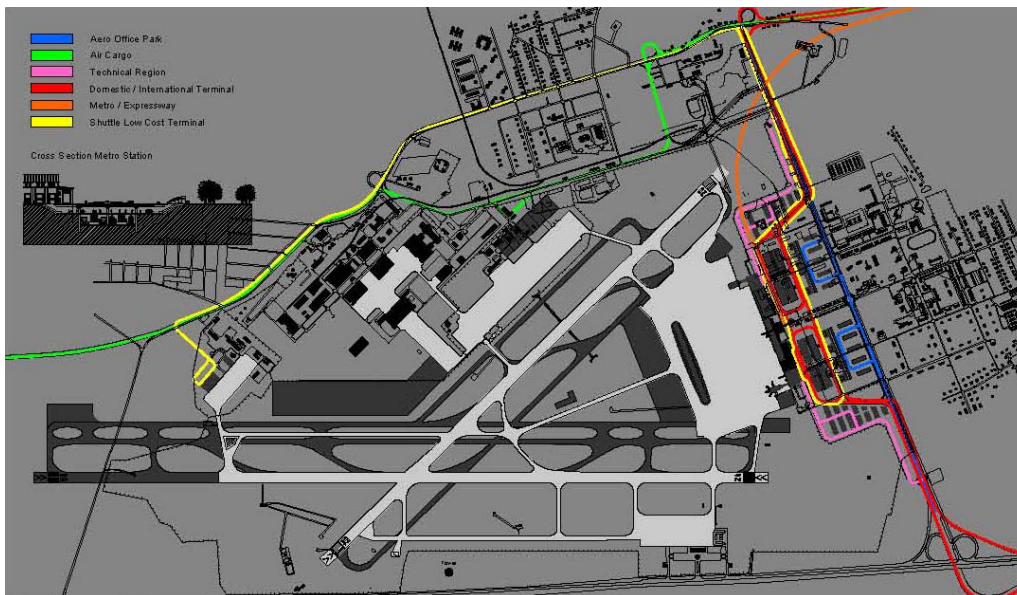 Aero Office Park
Air Cargo
Technical Region
Domestic / International Terminal
Metro / Expressway
Shuttle Low Cost Terminal
Cross Section Metro Station
Tower